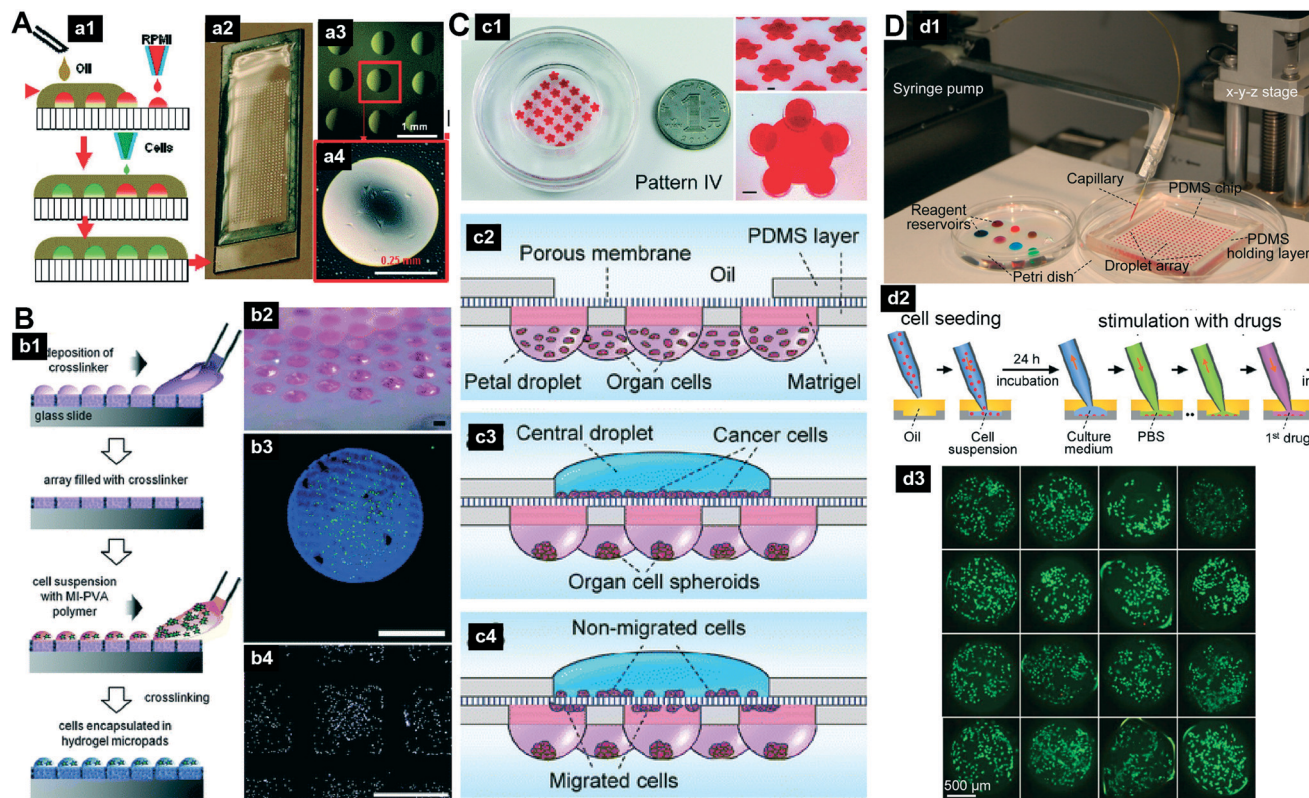 A
a1
Oil
RPMI
Cells
a2
a3
1 mm
a4
0.25 mm
B
b1
deposition of
crosslinker
glass slide
array filled with crosslinker
cell suspension
with MI-PVA
polymer
crosslinking
cells encapsulated in
hydrogel micropads
b2
b3
b4
C
c1
1
Pattern IV
c2
Porous membrane
Oil
PDMS layer
Petal droplet
Organ cells
Matrigel
c3
Central droplet
Cancer cells
Organ cell spheroids
c4
Non-migrated cells
Migrated cells
D
d1
Syringe pump
x-y-z stage
Capillary
PDMS chip
Reagent
reservoirs
Petri dish
Droplet array
PDMS
holding layer
d2
cell seeding
stimulation with drugs
24 h
incubation
in
Oil
Cell
suspension
Culture
medium
PBS
1st drug
d3
500 µm